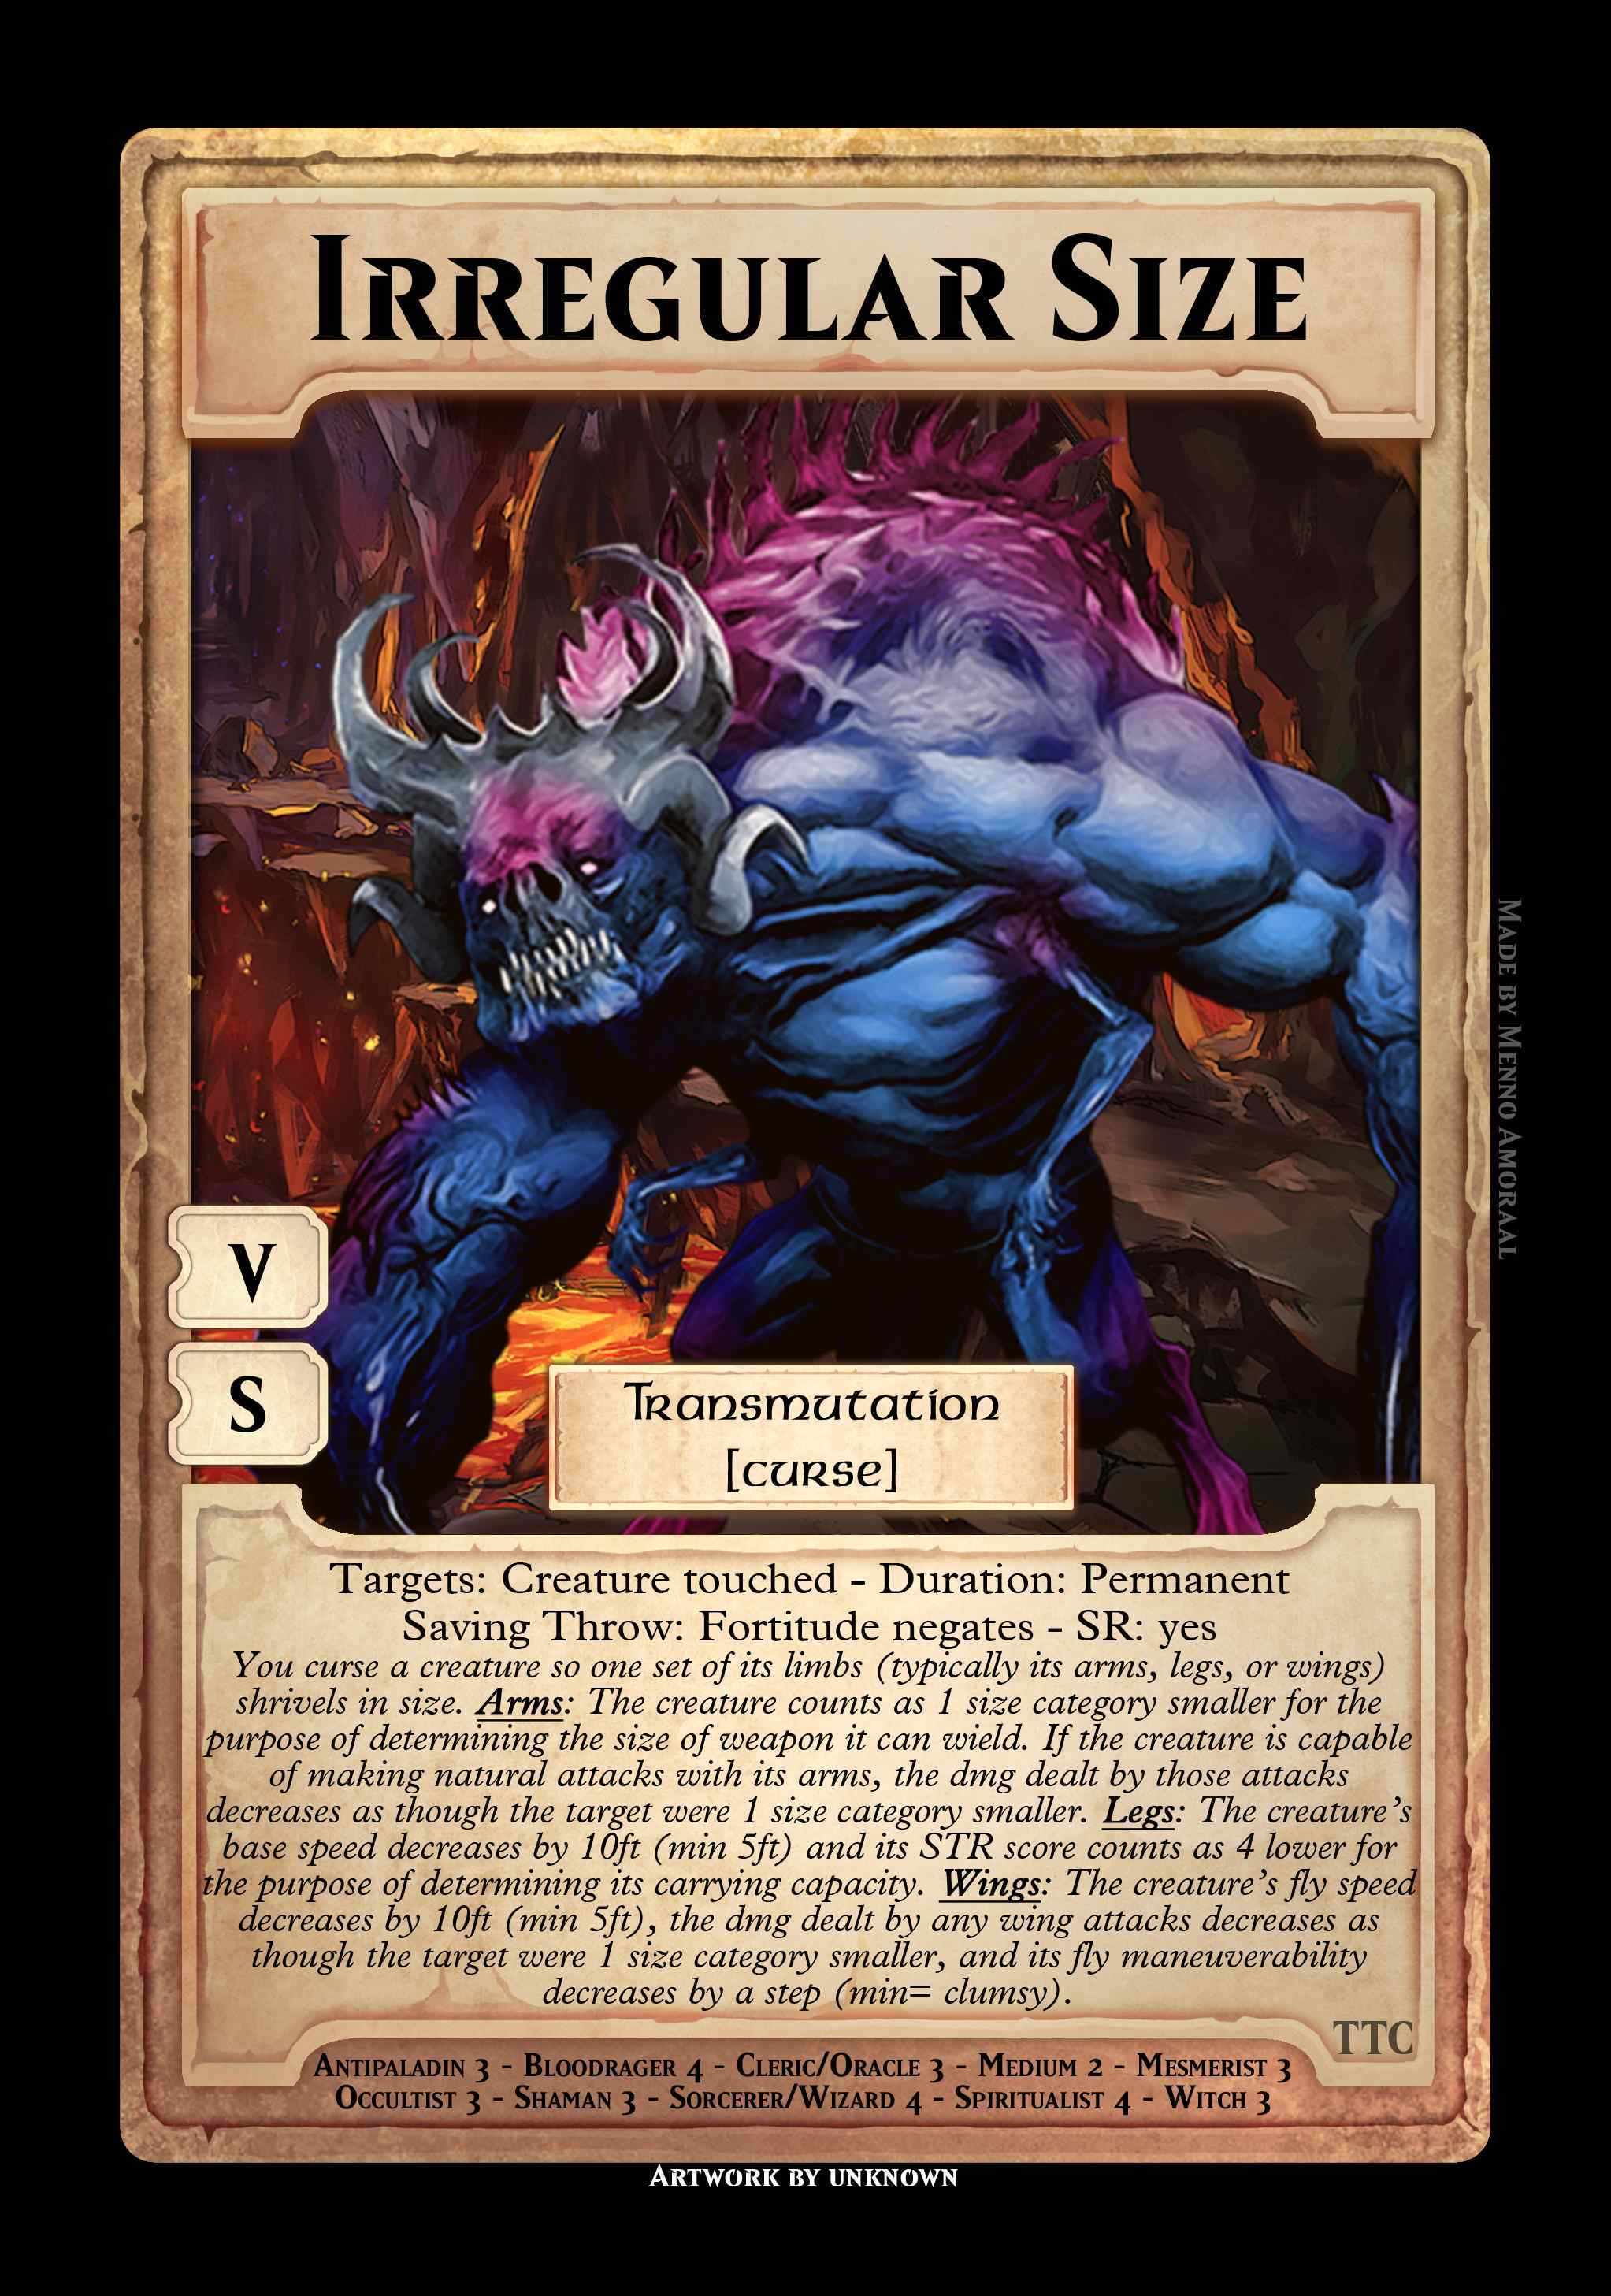 Irregular Size
V
S
Transmutation
[curse]
Targets: Creature touched - Duration: Permanent
Saving Throw: Fortitude negates - SR: yes
You curse a creature so one set of its limbs (typically its arms, legs, or wings)
shrivels in size. Arms: The creature counts as 1 size category smaller for the
purpose of determining the size of weapon it can wield. If the creature is capable
of making natural attacks with its arms, the dmg dealt by those attacks
decreases as though the target were 1 size category smaller. Legs: The creature's
base speed decreases by 10ft (min 5ft) and its STR score counts as 4 lower for
the purpose of determining its carrying capacity. Wings: The creature's fly speed
decreases by 10ft (min 5ft), the dmg dealt by any wing attacks decreases as
though the target were 1 size category smaller, and its fly maneuverability
decreases by a step (min= clumsy).
TTC
Antipaladin 3 - Bloodrager 4 - Cleric/Oracle 3 - Medium 2 - Mesmerist 3
Occultist 3 - Shaman 3 - Sorcerer/Wizard 4 - Spiritualist 4 - Witch 3
Artwork by unknown
Made by Menno Amoraal